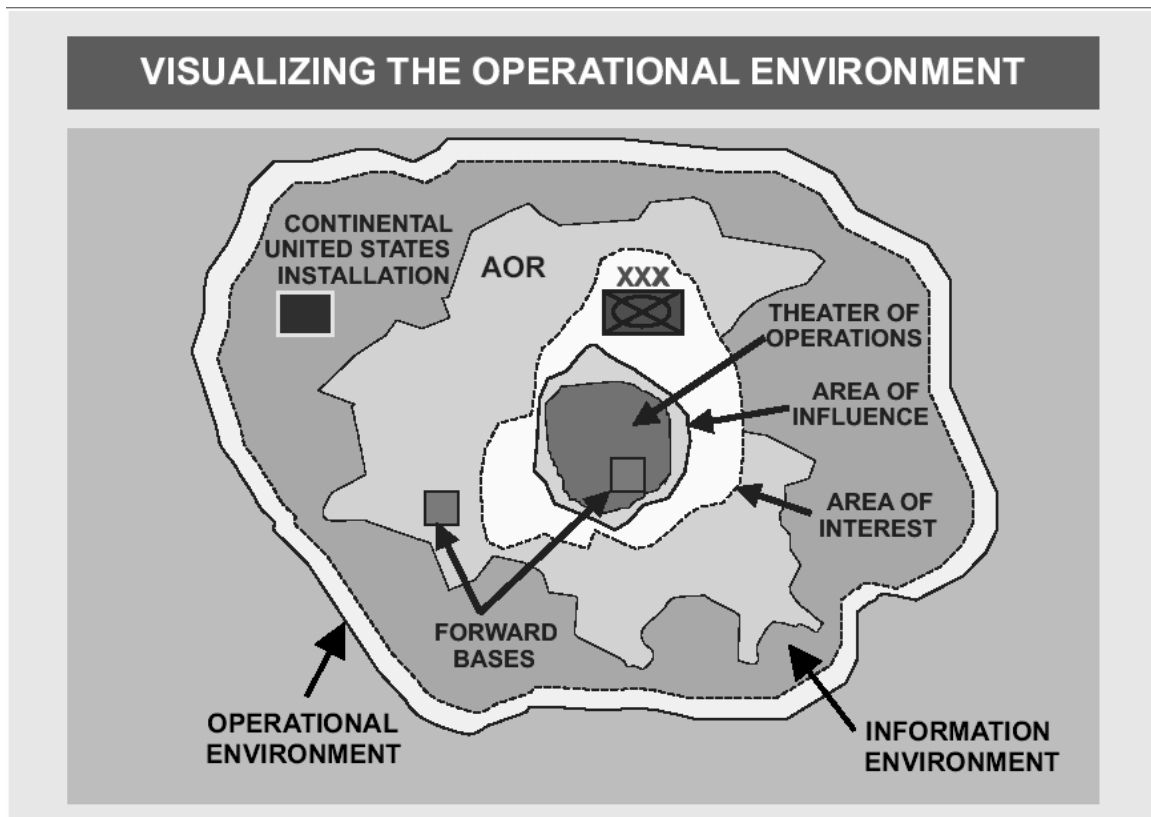 VISUALIZING THE OPERATIONAL ENVIRONMENT
CONTINENTAL
UNITED STATES
INSTALLATION
AOR
XXX
THEATER OF
OPERATIONS
AREA OF
INFLUENCE
AREA OF
INTEREST
FORWARD
BASES
OPERATIONAL
ENVIRONMENT
INFORMATION
ENVIRONMENT